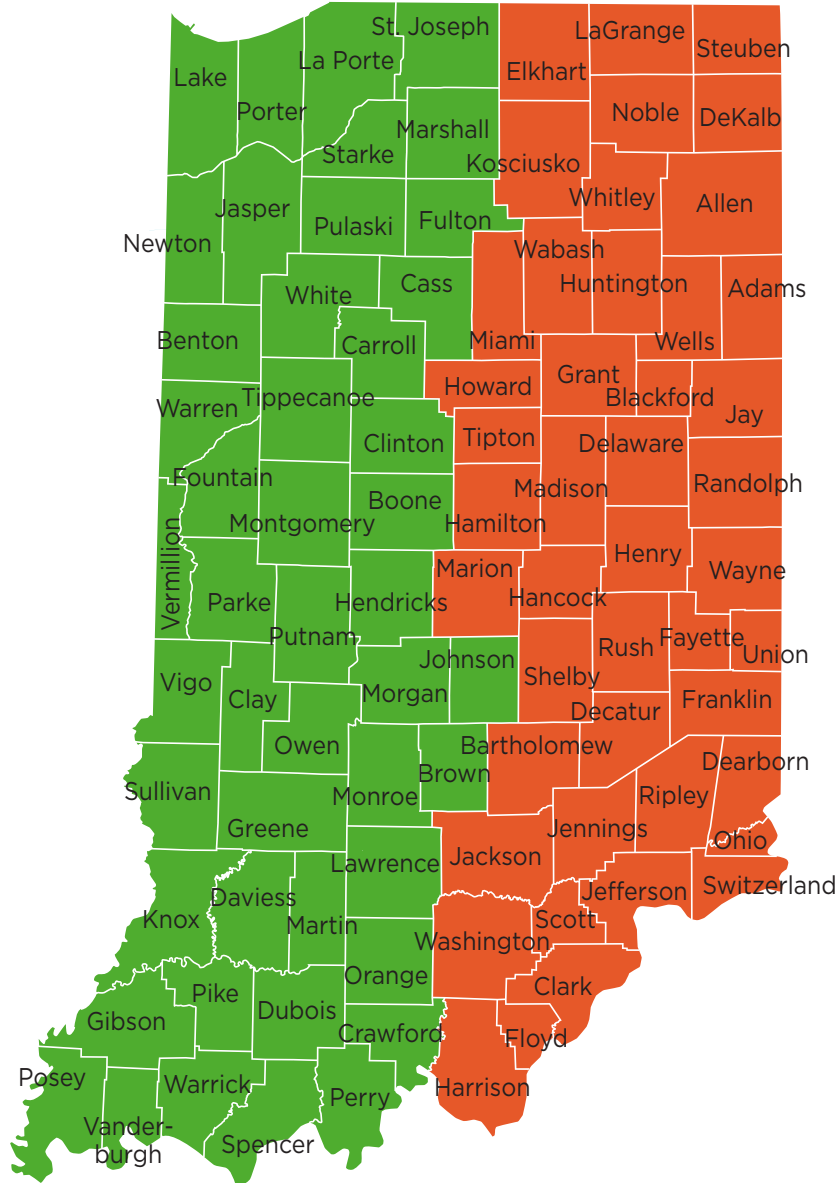 St. Joseph
LaGrange
Steuben
La Porte
Elkhart
Lake
Porter
Noble
DeKalb
Marshall
Starke
Kosciusko
Whitley
Allen
Jasper
Pulaski
Fulton
Newton
Wabash
Cass
Huntington
Adams
White
Benton
Carroll
Miami
Wells
Howard
Grant
Blackford
Warren
Tippecanoe
Jay
Clinton
Tipton
Delaware
Fountain
Randolph
Boone
Madison
Montgomery
Hamilton
Vermillion
Marion
Henry
Wayne
Parke
Hendricks
Hancock
Putnam
Johnson
Rush
Fayette
Union
Vigo
Clay
Morgan
Shelby
Franklin
Decatur
Owen
Bartholomew
Brown
Dearborn
Sullivan
Monroe
Ripley
Greene
Jennings
Ohio
Lawrence
Jackson
Jefferson
Switzerland
Daviess
Knox
Martin
Scott
Washington
Orange
Clark
Pike
Gibson
Dubois
Crawford
Floyd
Posey
Warrick
Perry
Harrison
Vander-
burgh
Spencer